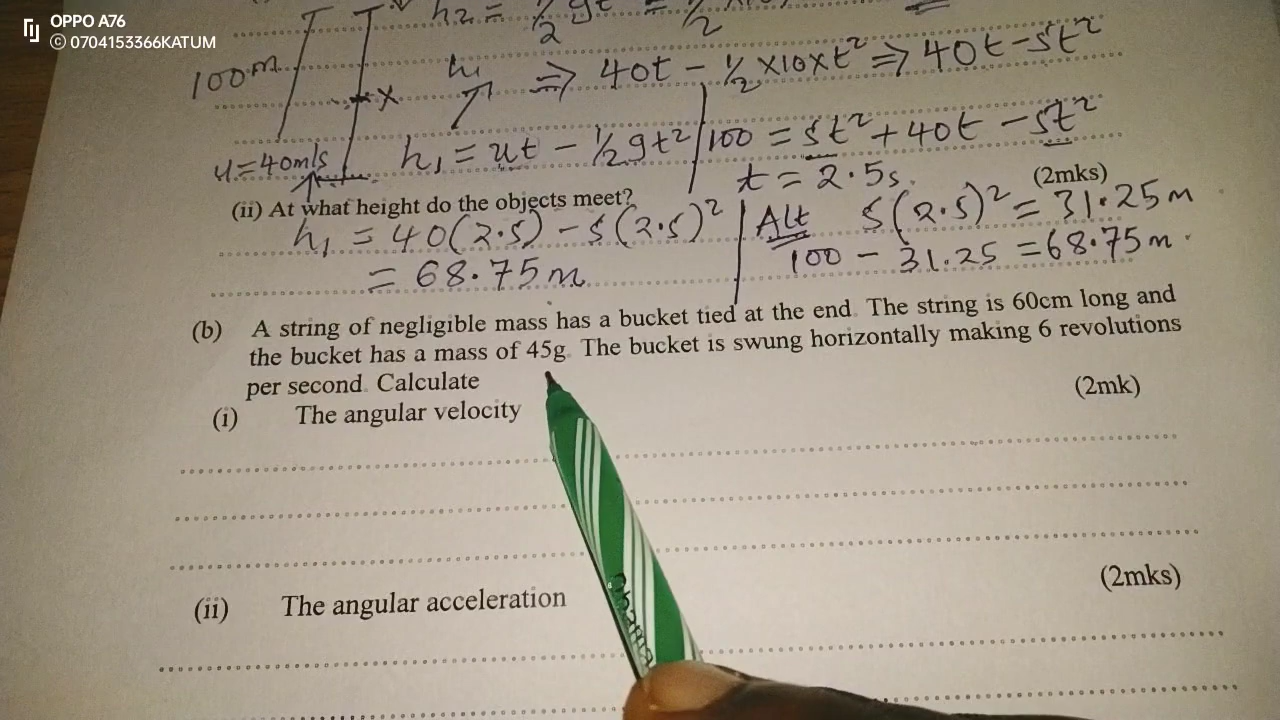 OPPO A76
© 0704153366KATUM
h₂ = ½gt² = ½
100m
x
h₁
⇒ 40t - ½×10×t² ⇒ 40t - 5t²
u = 40m/s
h₁ = ut - ½gt²
100 = 5t² + 40t - 5t²
t = 2.5s
(2mks)
(ii) At what height do the objects meet?
h₁ = 40(2.5) - 5(2.5)²
= 68.75m
Alt 5(2.5)² = 31.25m
100 - 31.25 = 68.75m.
(b) A string of negligible mass has a bucket tied at the end. The string is 60cm long and
the bucket has a mass of 45g. The bucket is swung horizontally making 6 revolutions
per second. Calculate
(i) The angular velocity (2mk)
(ii) The angular acceleration (2mks)
Obama